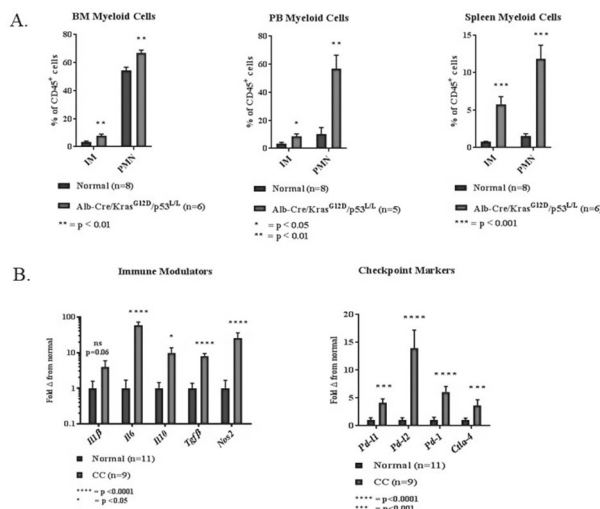 A.
BM Myeloid Cells
% of CD45+ cells
80
60
40
20
0
**
**
IM
PMN
Normal (n=8)
Alb-Cre/KrasG12D/p53L/L (n=6)
** = p < 0.01
PB Myeloid Cells
% of CD45+ cells
80
60
40
20
0
*
**
IM
PMN
Normal (n=8)
Alb-Cre/KrasG12D/p53L/L (n=5)
* = p < 0.05
** = p < 0.01
Spleen Myeloid Cells
% of CD45+ cells
15
10
5
0
***
***
IM
PMN
Normal (n=8)
Alb-Cre/KrasG12D/p53L/L (n=6)
*** = p < 0.001
B.
Immune Modulators
Fold Δ from normal
100
10
1
0.1
ns
p=0.06
****
*
****
****
Il1β
Il6
Il10
Tgfβ
Nos2
Normal (n=11)
CC (n=9)
**** = p <0.0001
* = p <0.05
Checkpoint Markers
Fold Δ from normal
20
15
10
5
0
***
****
****
***
Pd-l1
Pd-l2
Pd-1
Ctla-4
Normal (n=11)
CC (n=9)
**** = p <0.0001
*** = p <0.001